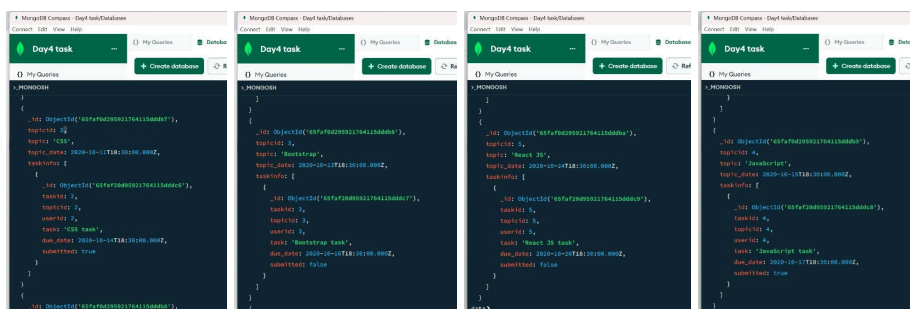 MongoDB Compass - Day4 task/Databases
Connect Edit View Help
Day4 task
...
{} My Queries
Databa
+ Create database
R
{} My Queries
>_MONGOSH
}
{
_id: ObjectId('65faf0d295921764115dddb7'),
topicid: 2,
topic: 'CSS',
topic_date: 2020-10-11T18:30:00.000Z,
taskinfo: [
{
_id: ObjectId('65faf20d95921764115dddc6'),
taskid: 2,
topicid: 2,
userid: 2,
task: 'CSS task',
due_date: 2020-10-14T18:30:00.000Z,
submitted: true
}
]
}
{
_id: ObjectId('65faf0d295921764115dddb8'),
MongoDB Compass - Day4 task/Databases
Connect Edit View Help
Day4 task
...
{} My Queries
Databas
+ Create database
Re
{} My Queries
>_MONGOSH
]
}
{
_id: ObjectId('65faf0d295921764115dddb8'),
topicid: 3,
topic: 'Bootstrap',
topic_date: 2020-10-13T18:30:00.000Z,
taskinfo: [
{
_id: ObjectId('65faf20d95921764115dddc7'),
taskid: 3,
topicid: 3,
userid: 3,
task: 'Bootstrap task',
due_date: 2020-10-16T18:30:00.000Z,
submitted: false
}
]
}
{
MongoDB Compass - Day4 task/Databases
Connect Edit View Help
Day4 task
...
{} My Queries
Databas
+ Create database
Ref
{} My Queries
>_MONGOSH
]
}
{
_id: ObjectId('65faf0d295921764115dddba'),
topicid: 5,
topic: 'React JS',
topic_date: 2020-10-24T18:30:00.000Z,
taskinfo: [
{
_id: ObjectId('65faf20d95921764115dddc9'),
taskid: 5,
topicid: 5,
userid: 5,
task: 'React JS task',
due_date: 2020-10-20T18:30:00.000Z,
submitted: false
}
]
}
MongoDB Compass - Day4 task/Databases
Connect Edit View Help
Day4 task
...
{} My Queries
Datab
+ Create database
{} My Queries
>_MONGOSH
}
]
}
{
_id: ObjectId('65faf0d295921764115dddb9'),
topicid: 4,
topic: 'JavaScript',
topic_date: 2020-10-15T18:30:00.000Z,
taskinfo: [
{
_id: ObjectId('65faf20d95921764115dddc8'),
taskid: 4,
topicid: 4,
userid: 4,
task: 'JavaScript task',
due_date: 2020-10-17T18:30:00.000Z,
submitted: true
}
]
}